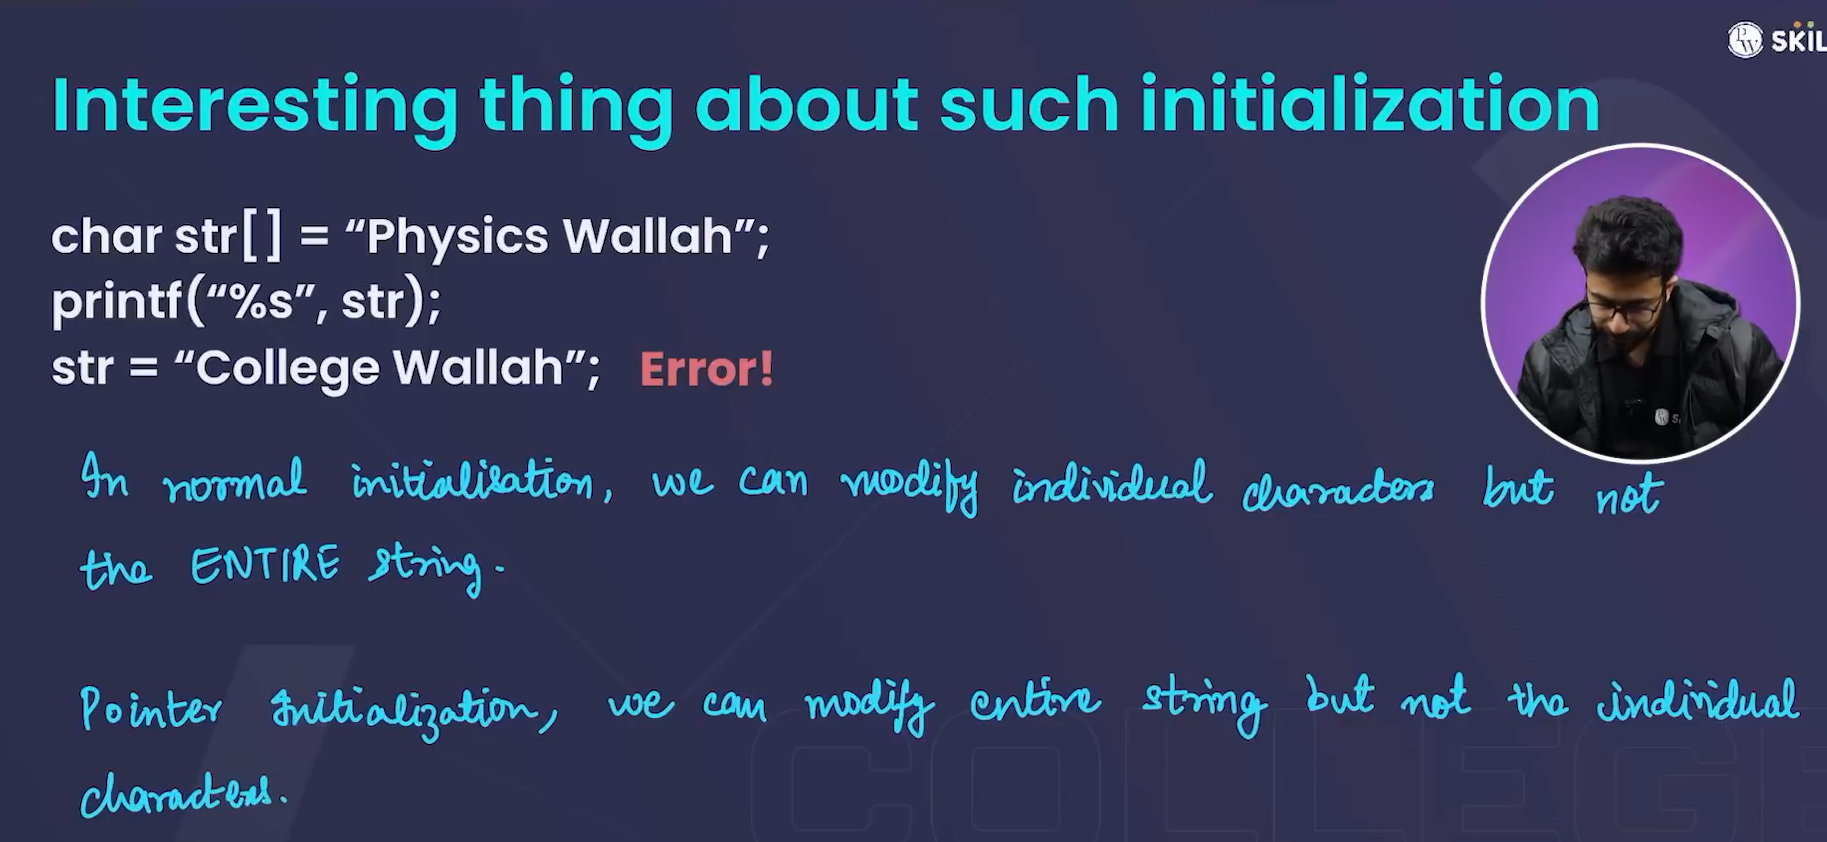 SKIL
Interesting thing about such initialization
char str[] = “Physics Wallah”;
printf(“%s”, str);
str = “College Wallah”; Error!
In normal initialisation, we can modify individual characters but not
the ENTIRE string.
Pointer Initialization, we can modify entire string but not the individual
characters.
COLLEGE